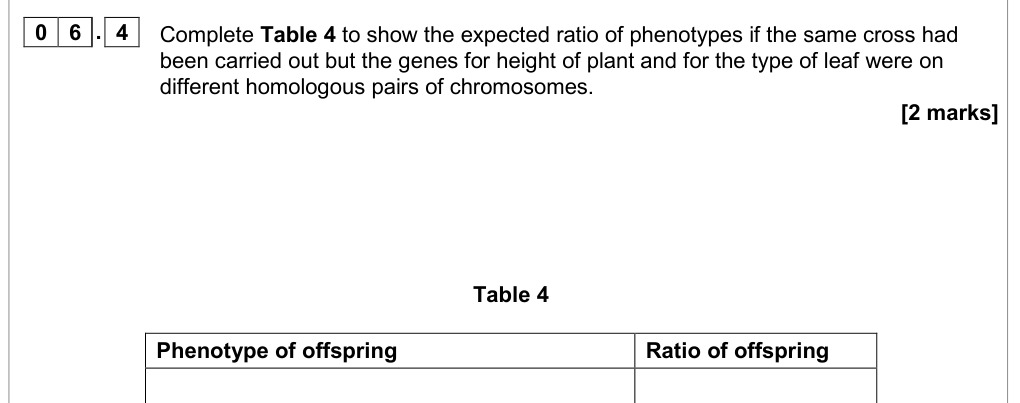 0 6 . 4 Complete Table 4 to show the expected ratio of phenotypes if the same cross had
been carried out but the genes for height of plant and for the type of leaf were on
different homologous pairs of chromosomes.
[2 marks]
Table 4
Phenotype of offspring Ratio of offspring